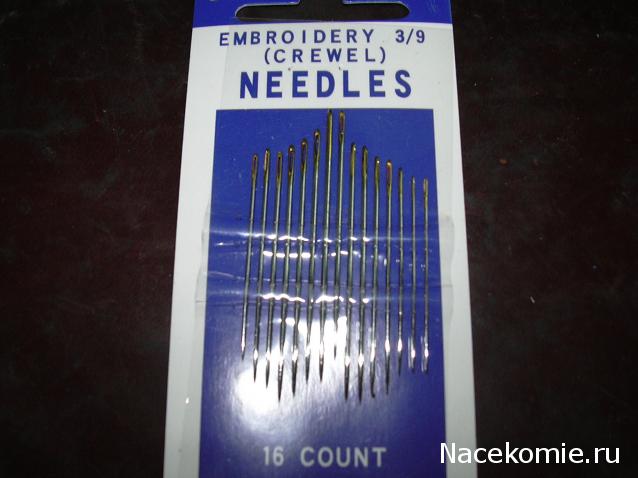 EMBROIDERY 3/9
(CREWEL)
NEEDLES
16 COUNT
Nacekomie.ru